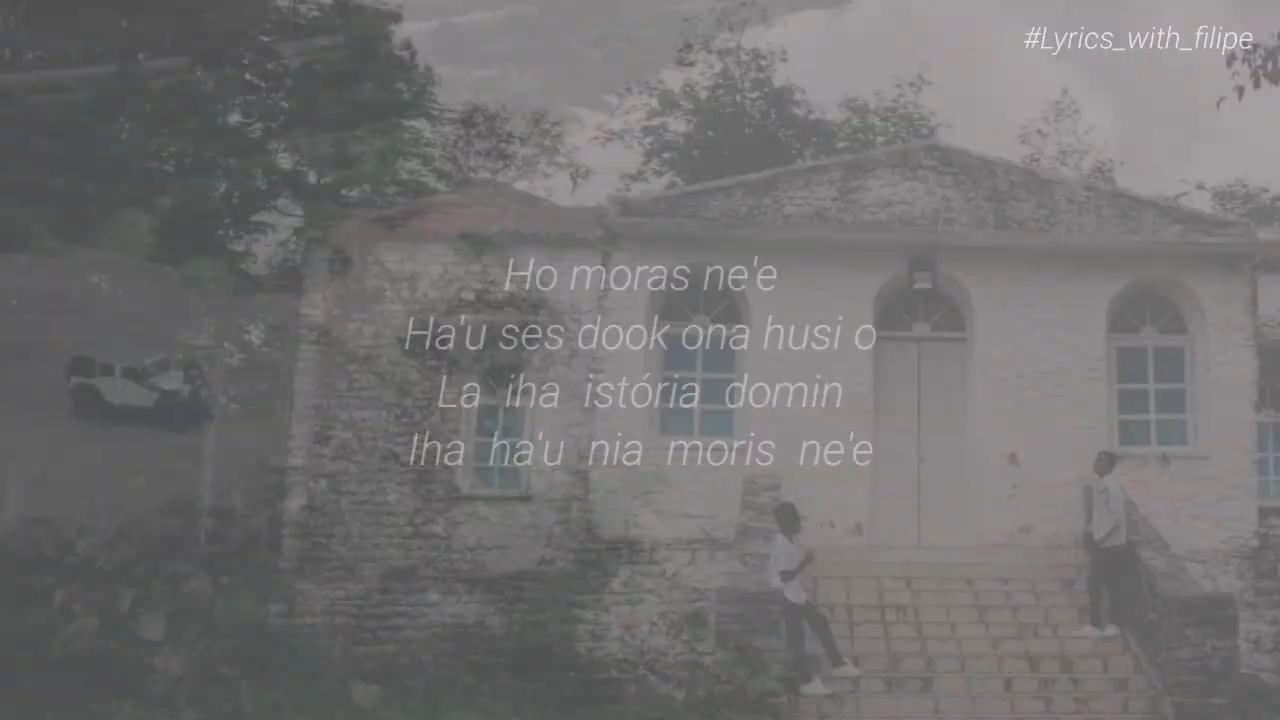 #Lyrics_with_filipe
Ho moras ne'e
Ha'u ses dook ona husi o
La iha istória domin
Iha ha'u nia moris ne'e